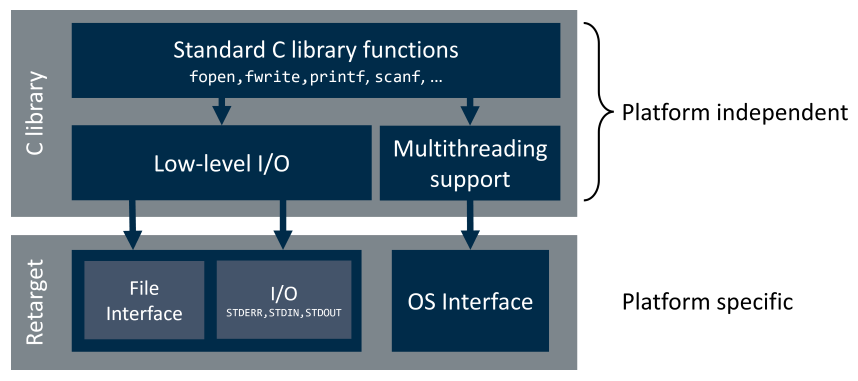 C library
Standard C library functions
fopen,fwrite,printf, scanf, ...
Low-level I/O
Multithreading
support
Platform independent
Retarget
File
Interface
I/O
STDERR,STDIN,STDOUT
OS Interface
Platform specific